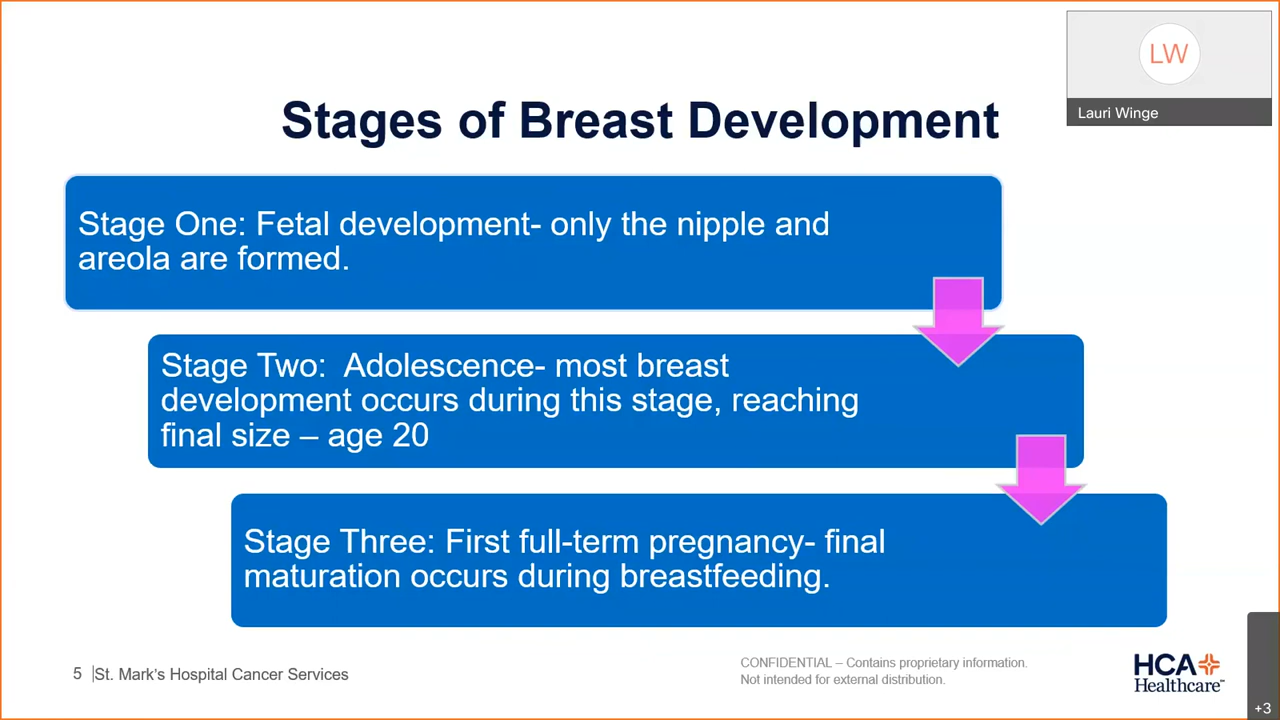 LW
Lauri Winge
Stages of Breast Development
Stage One: Fetal development- only the nipple and
areola are formed.
Stage Two:  Adolescence- most breast
development occurs during this stage, reaching
final size – age 20
Stage Three: First full-term pregnancy- final
maturation occurs during breastfeeding.
5 | St. Mark's Hospital Cancer Services
CONFIDENTIAL – Contains proprietary information.
Not intended for external distribution.
HCA
Healthcare™
+3